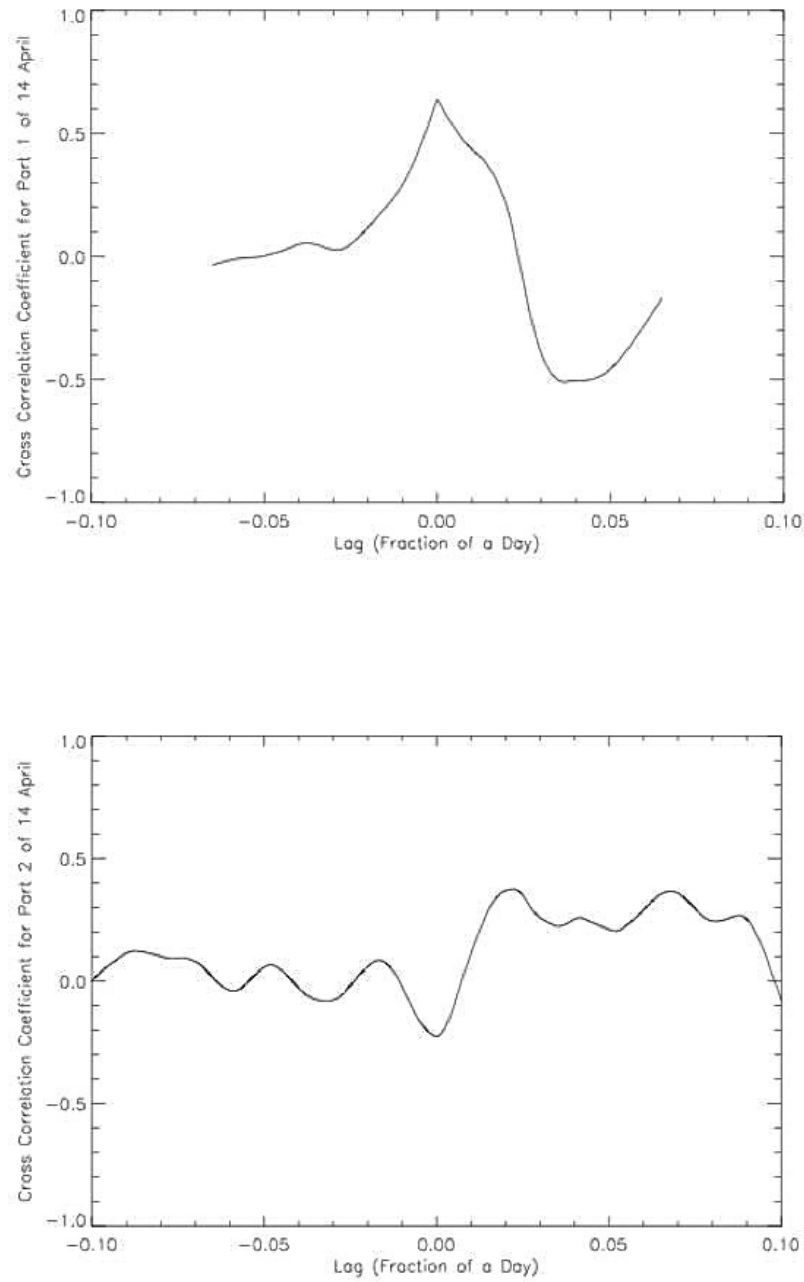 Cross Correlation Coefficient for Part 1 of 14 April
1.0
0.5
0.0
−0.5
−1.0
−0.10 −0.05 0.00 0.05 0.10
Lag (Fraction of a Day)
Cross Correlation Coefficient for Part 2 of 14 April
1.0
0.5
0.0
−0.5
−1.0
−0.10 −0.05 0.00 0.05 0.10
Lag (Fraction of a Day)